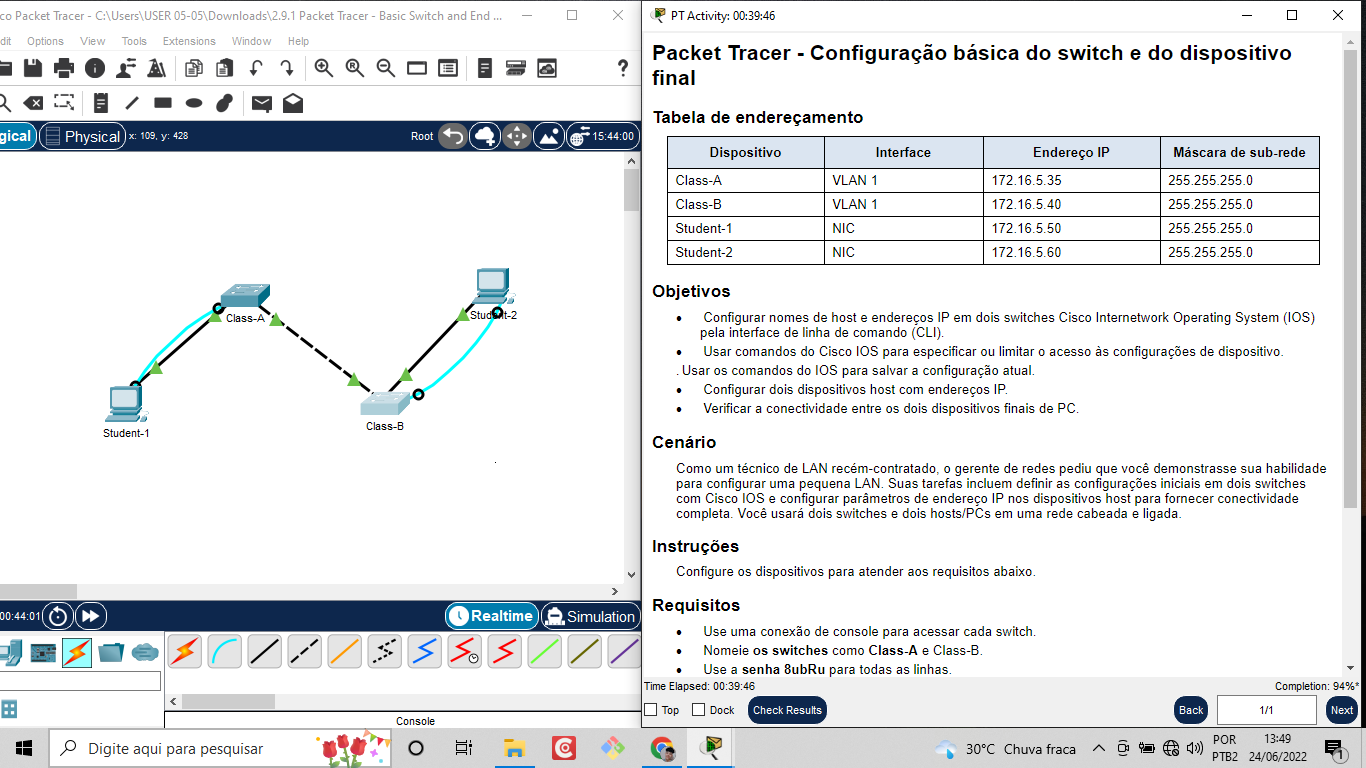 co Packet Tracer - C:\Users\USER 05-05\Downloads\2.9.1 Packet Tracer - Basic Switch and End ...
dit Options View Tools Extensions Window Help
?
gical Physical x: 109, y: 428 Root 15:44:00
Class-A
Student-2
Student-1
Class-B
00:44:01 Realtime Simulation
Console
PT Activity: 00:39:46
Packet Tracer - Configuração básica do switch e do dispositivo
final
Tabela de endereçamento
Dispositivo Interface Endereço IP Máscara de sub-rede
Class-A VLAN 1 172.16.5.35 255.255.255.0
Class-B VLAN 1 172.16.5.40 255.255.255.0
Student-1 NIC 172.16.5.50 255.255.255.0
Student-2 NIC 172.16.5.60 255.255.255.0
Objetivos
• Configurar nomes de host e endereços IP em dois switches Cisco Internetwork Operating System (IOS)
pela interface de linha de comando (CLI).
• Usar comandos do Cisco IOS para especificar ou limitar o acesso às configurações de dispositivo.
. Usar os comandos do IOS para salvar a configuração atual.
• Configurar dois dispositivos host com endereços IP.
• Verificar a conectividade entre os dois dispositivos finais de PC.
Cenário
Como um técnico de LAN recém-contratado, o gerente de redes pediu que você demonstrasse sua habilidade
para configurar uma pequena LAN. Suas tarefas incluem definir as configurações iniciais em dois switches
com Cisco IOS e configurar parâmetros de endereço IP nos dispositivos host para fornecer conectividade
completa. Você usará dois switches e dois hosts/PCs em uma rede cabeada e ligada.
Instruções
Configure os dispositivos para atender aos requisitos abaixo.
Requisitos
• Use uma conexão de console para acessar cada switch.
• Nomeie os switches como Class-A e Class-B.
• Use a senha 8ubRu para todas as linhas.
Time Elapsed: 00:39:46 Completion: 94%*
Top Dock Check Results Back 1/1 Next
Digite aqui para pesquisar
30°C Chuva fraca
POR
PTB2
13:49
24/06/2022
1